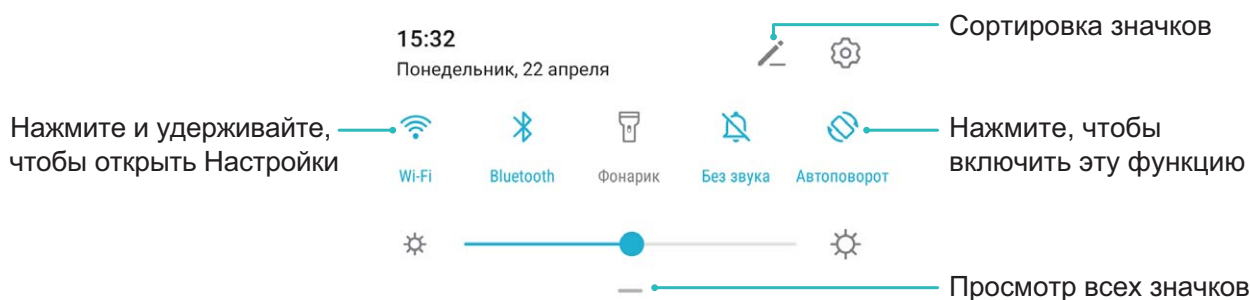 15:32
Понедельник, 22 апреля
Сортировка значков
Нажмите и удерживайте,
чтобы открыть Настройки
Нажмите, чтобы
включить эту функцию
Wi-Fi
Bluetooth
Фонарик
Без звука
Автоповорот
Просмотр всех значков